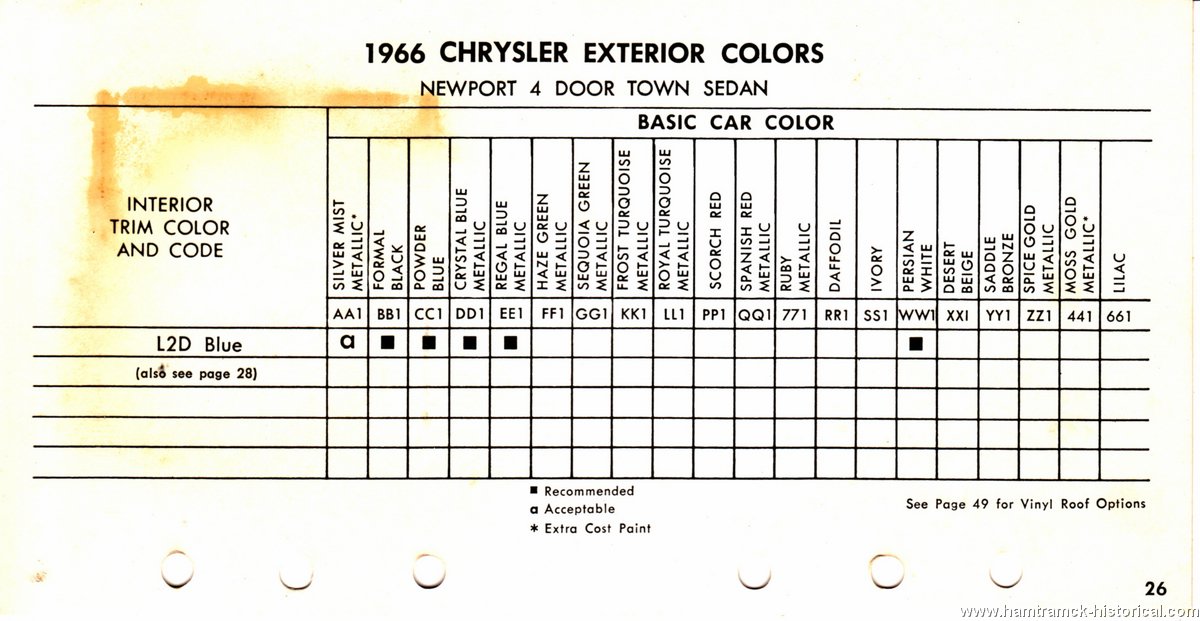 1966 CHRYSLER EXTERIOR COLORS
NEWPORT 4 DOOR TOWN SEDAN
BASIC CAR COLOR
INTERIOR
TRIM COLOR
AND CODE
SILVER MIST
METALLIC*
FORMAL
BLACK
POWDER
BLUE
CRYSTAL BLUE
METALLIC
REGAL BLUE
METALLIC
HAZE GREEN
METALLIC
SEQUOIA GREEN
METALLIC
FROST TURQUOISE
METALLIC
ROYAL TURQUOISE
METALLIC
SCORCH RED
SPANISH RED
METALLIC
RUBY
METALLIC
DAFFODIL
IVORY
PERSIAN
WHITE
DESERT
BEIGE
SADDLE
BRONZE
SPICE GOLD
METALLIC
MOSS GOLD
METALLIC*
LILAC
AA1 BB1 CC1 DD1 EE1 FF1 GG1 KK1 LL1 PP1 QQ1 771 RR1 SS1 WW1 XXI YY1 ZZ1 441 661
L2D Blue a ■ ■ ■ ■ ■
(also see page 28)
■ Recommended
a Acceptable
* Extra Cost Paint
See Page 49 for Vinyl Roof Options
26
www.hamtramck-historical.com